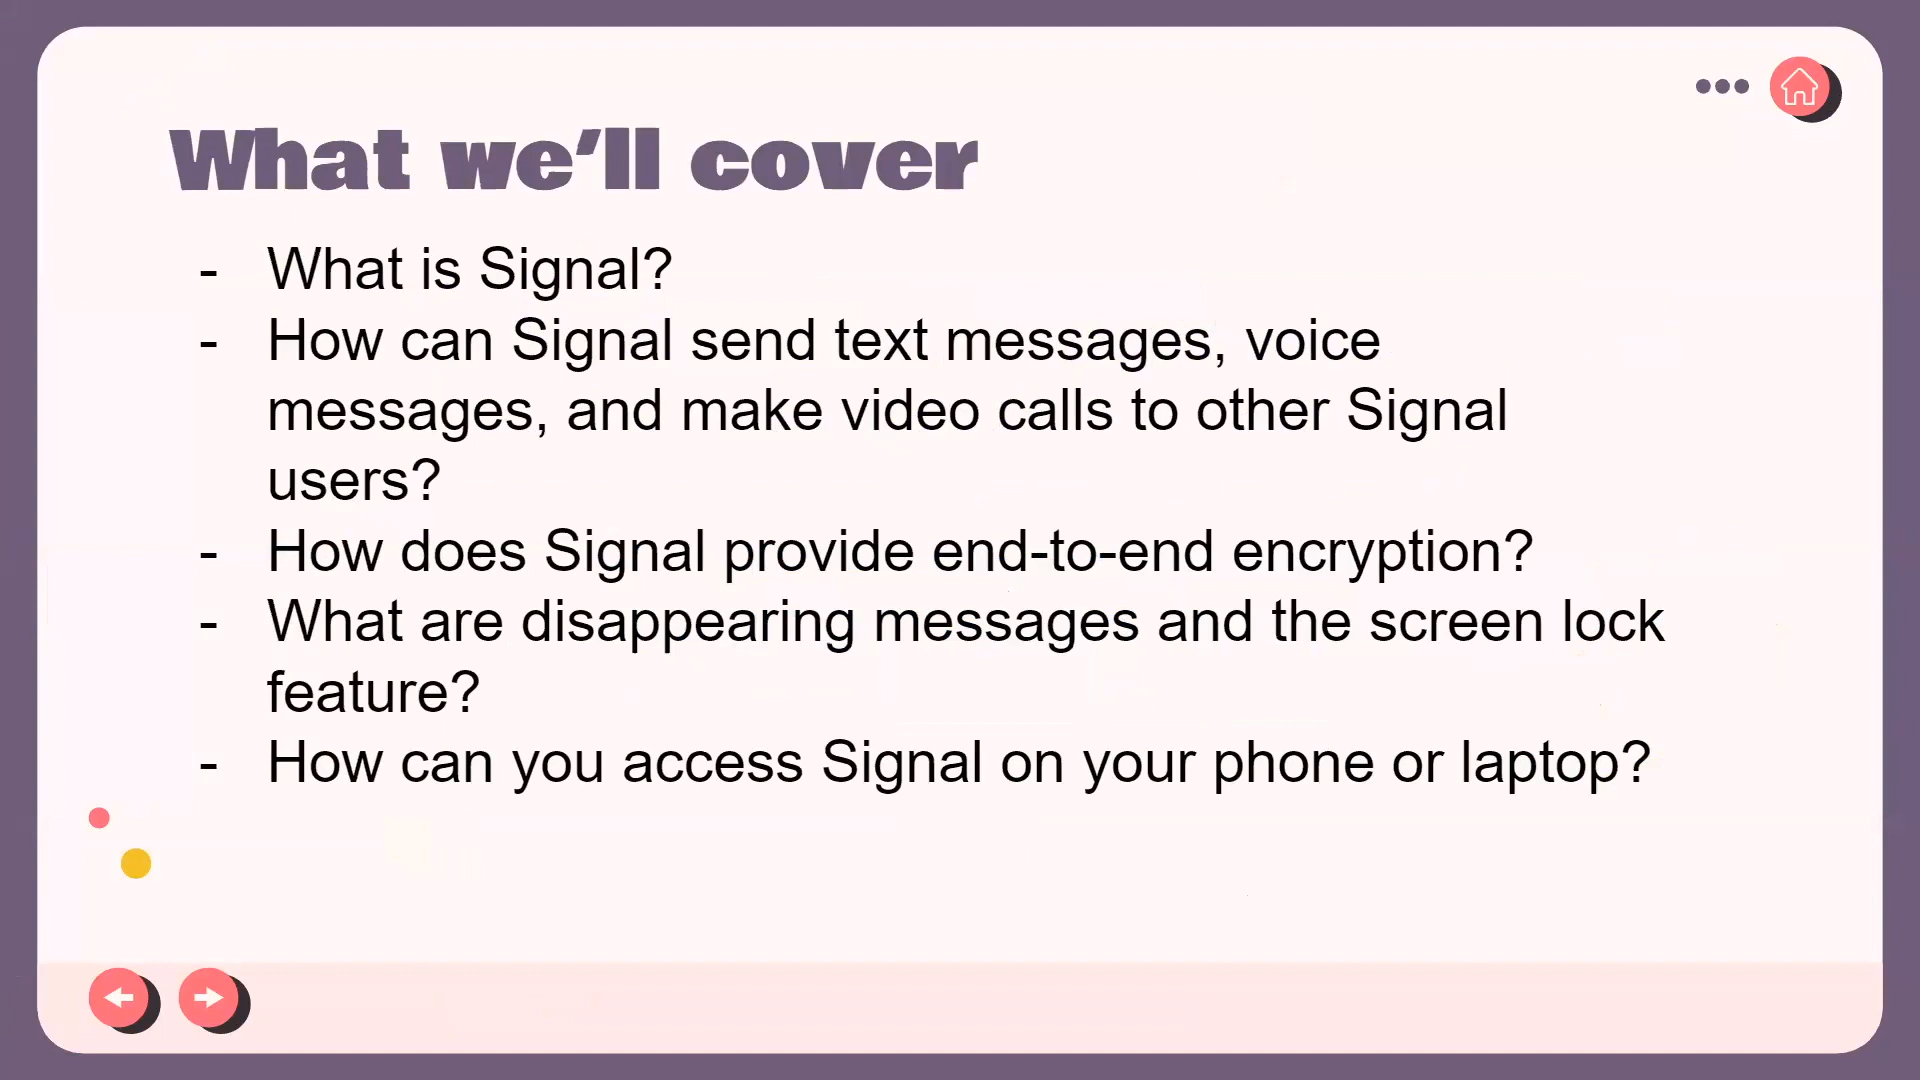 What we’ll cover
- What is Signal?
- How can Signal send text messages, voice
messages, and make video calls to other Signal
users?
- How does Signal provide end-to-end encryption?
- What are disappearing messages and the screen lock
feature?
- How can you access Signal on your phone or laptop?